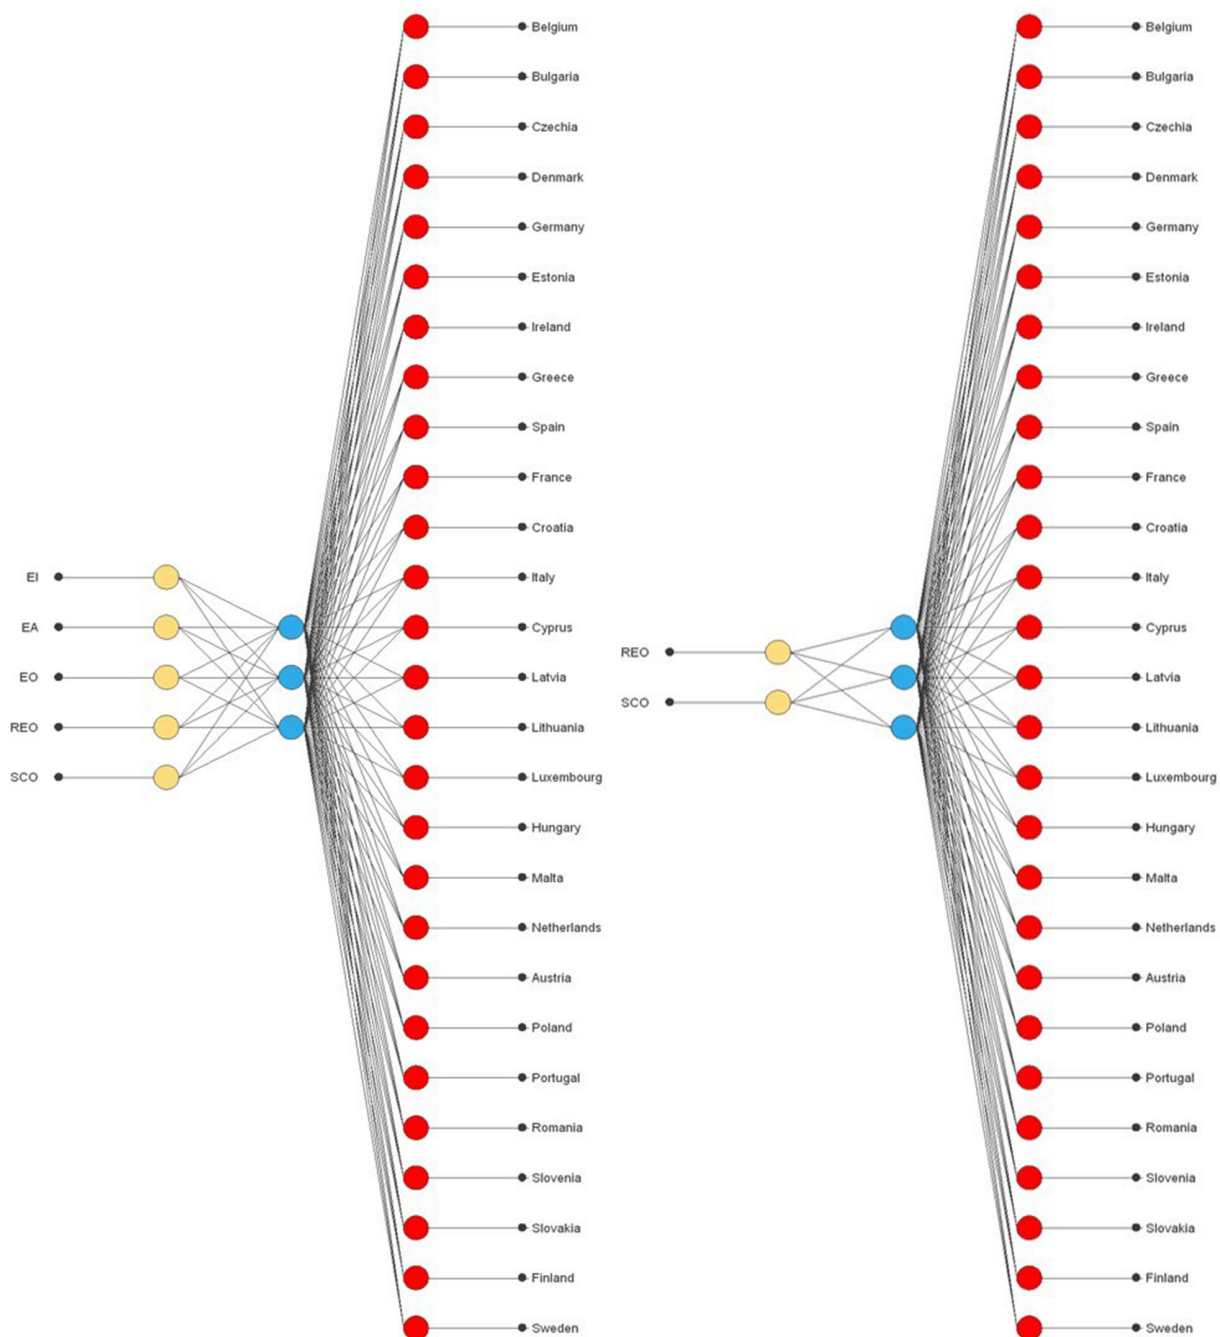 Belgium
Bulgaria
Czechia
Denmark
Germany
Estonia
Ireland
Greece
Spain
France
Croatia
Italy
Cyprus
Latvia
Lithuania
Luxembourg
Hungary
Malta
Netherlands
Austria
Poland
Portugal
Romania
Slovenia
Slovakia
Finland
Sweden
EI
EA
EO
REO
SCO
Belgium
Bulgaria
Czechia
Denmark
Germany
Estonia
Ireland
Greece
Spain
France
Croatia
Italy
Cyprus
Latvia
Lithuania
Luxembourg
Hungary
Malta
Netherlands
Austria
Poland
Portugal
Romania
Slovenia
Slovakia
Finland
Sweden
REO
SCO